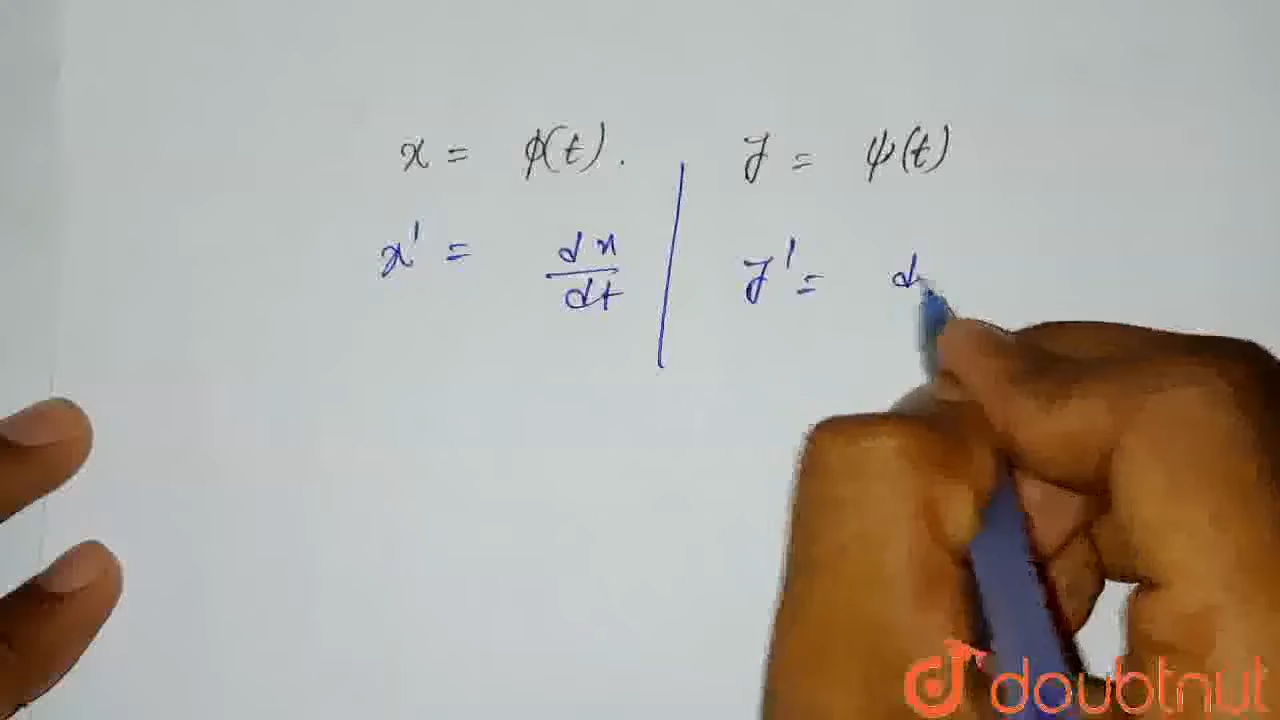 x = ϕ(t). y = ψ(t)
x' = dx/dt y' = d
doubtnut